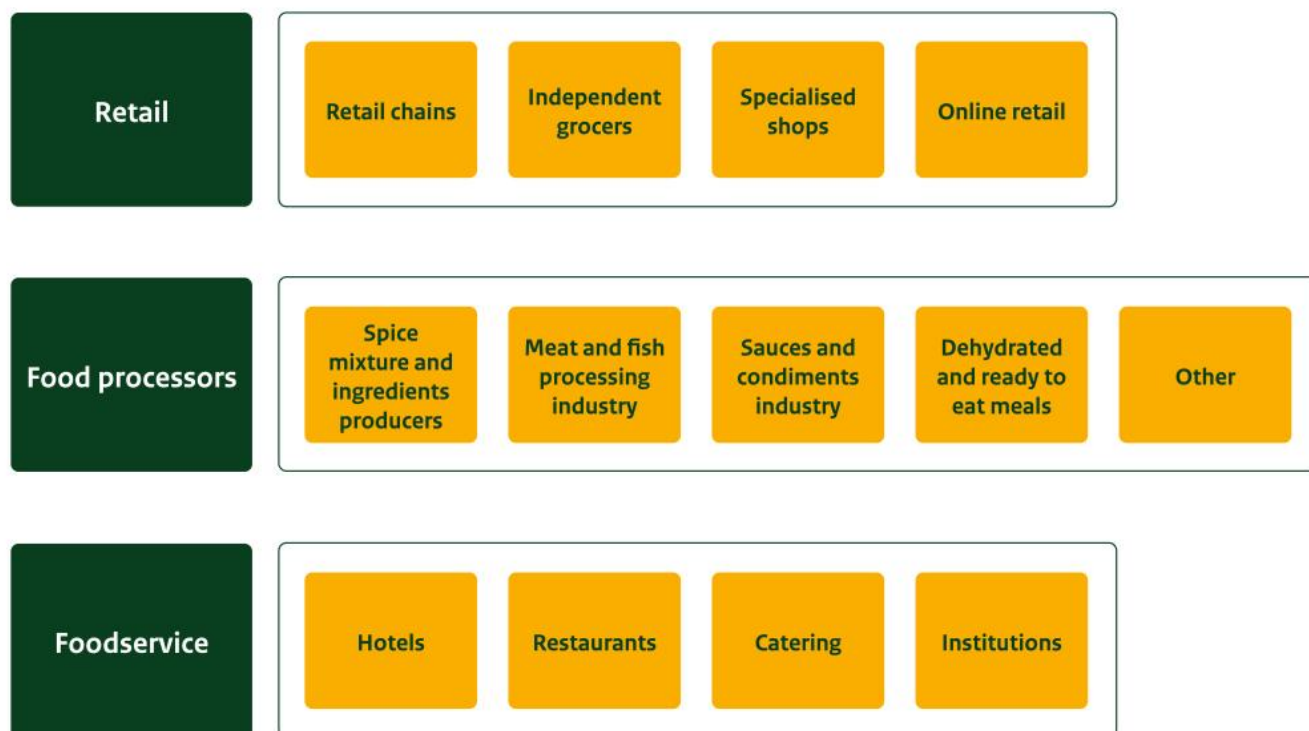 Retail
Retail chains
Independent
grocers
Specialised
shops
Online retail
Food processors
Spice
mixture and
ingredients
producers
Meat and fish
processing
industry
Sauces and
condiments
industry
Dehydrated
and ready to
eat meals
Other
Foodservice
Hotels
Restaurants
Catering
Institutions